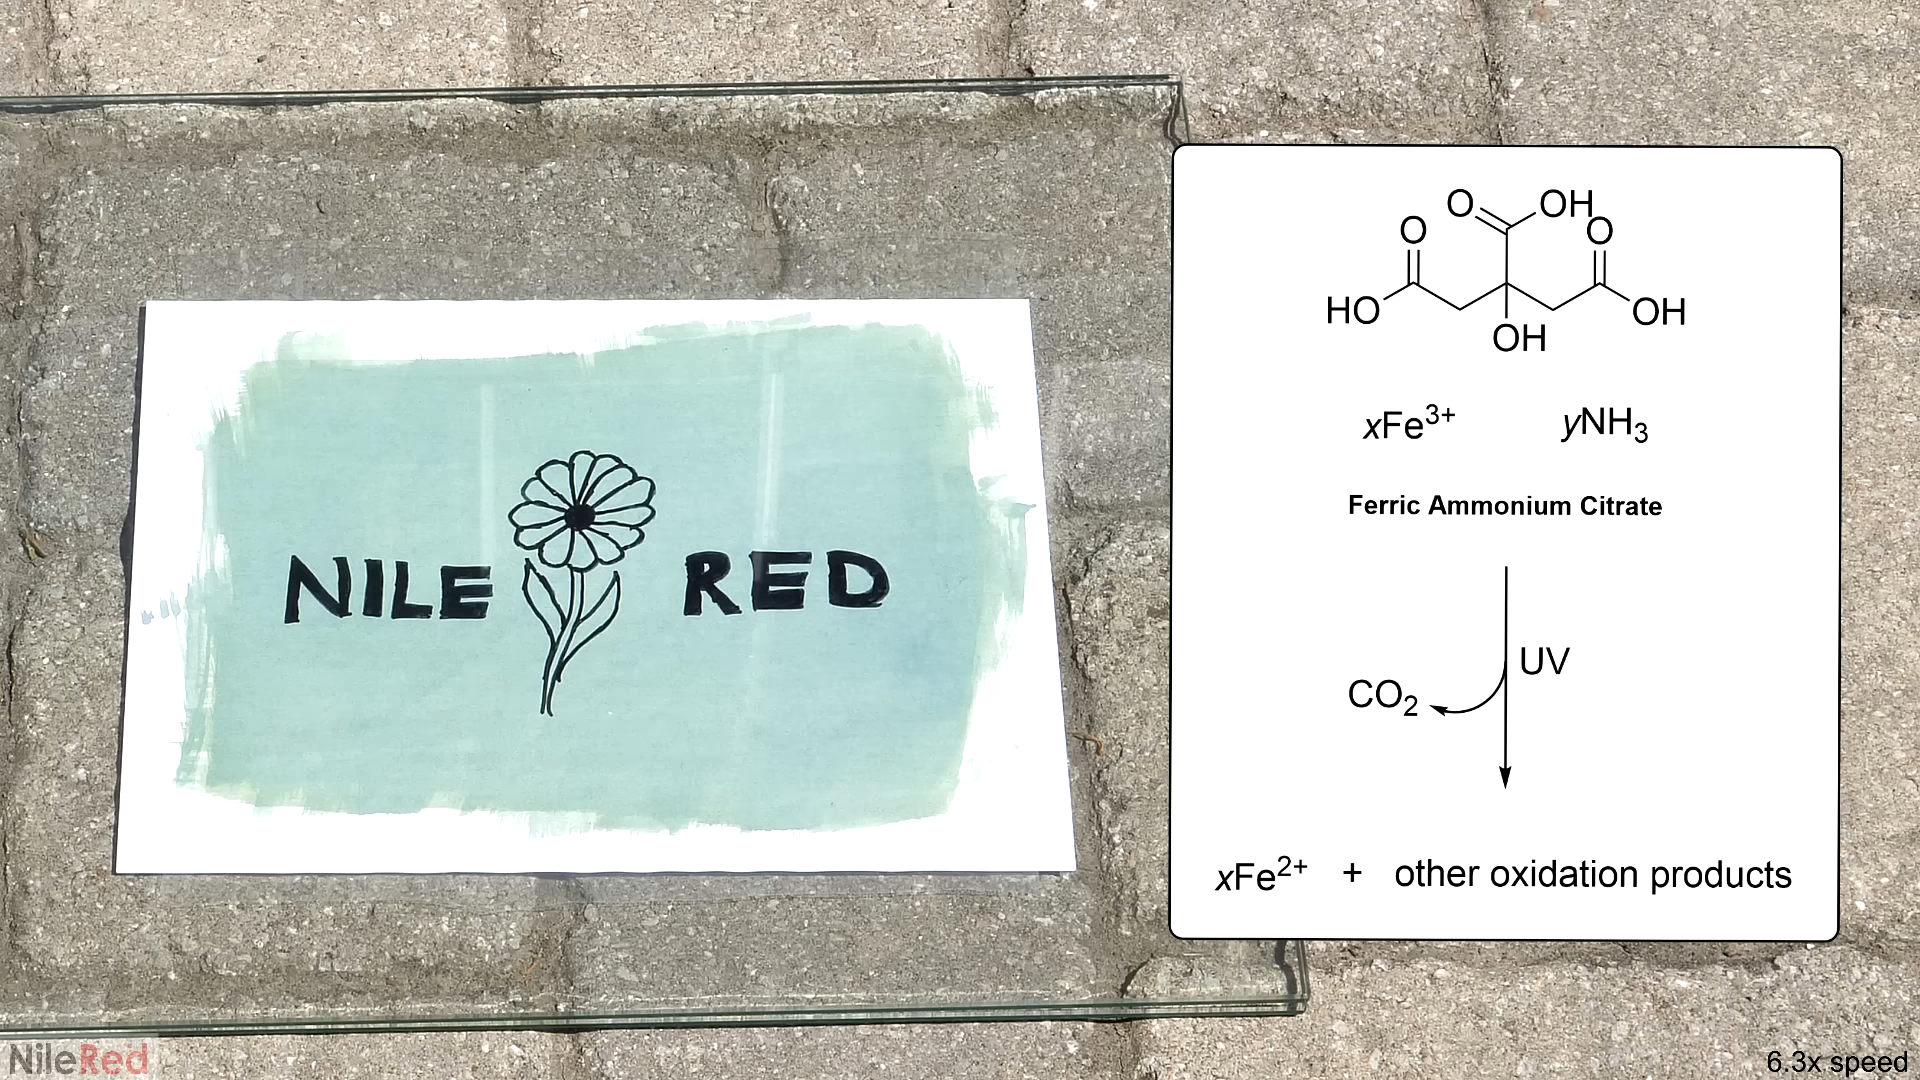 NILE RED
O
OH
O
O
HO
OH
OH
xFe³⁺
yNH₃
Ferric Ammonium Citrate
UV
CO₂
xFe²⁺ + other oxidation products
NileRed
6.3x speed